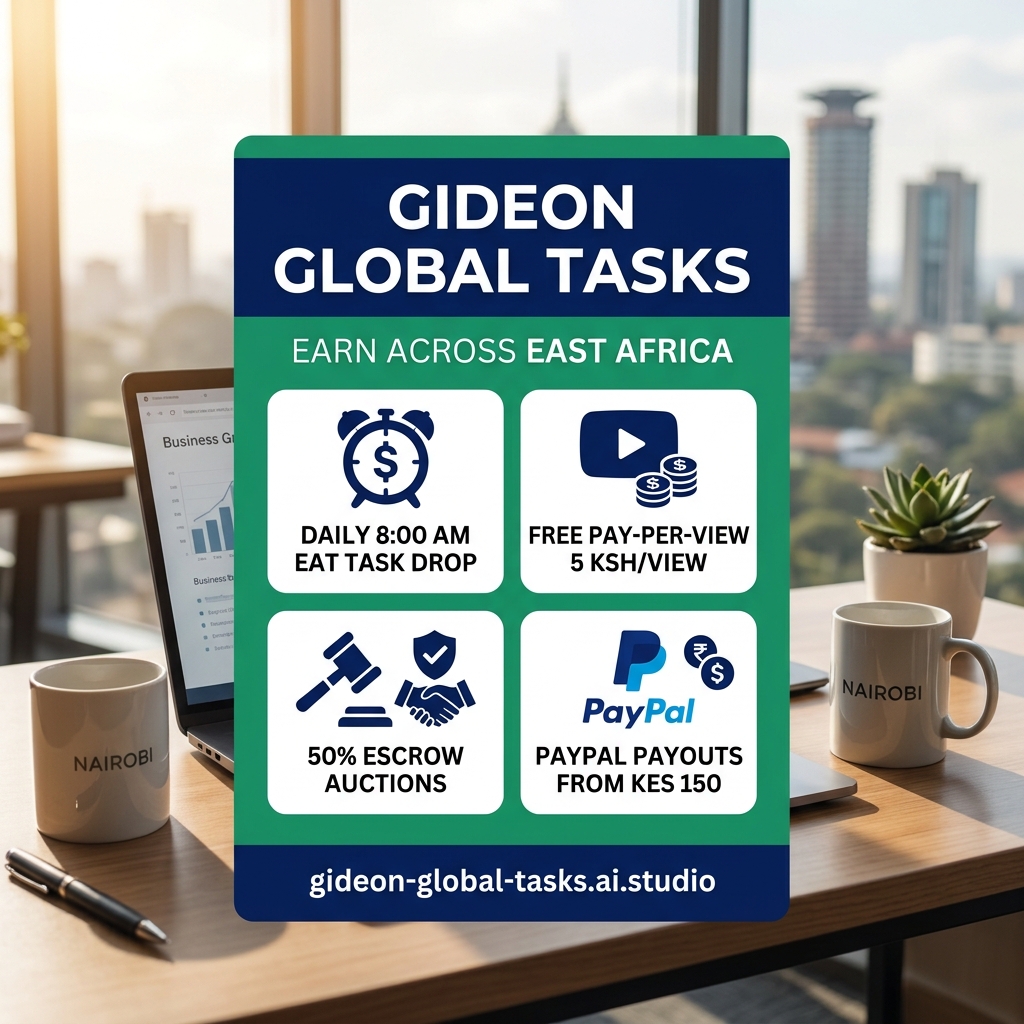 GIDEON
GLOBAL TASKS
EARN ACROSS EAST AFRICA
DAILY 8:00 AM
EAT TASK DROP
FREE PAY-PER-VIEW
5 KSH/VIEW
50% ESCROW
AUCTIONS
PayPal
PAYPAL PAYOUTS
FROM KES 150
gideon-global-tasks.ai.studio
Business Gr
Business
NAIROBI
NAIROBI